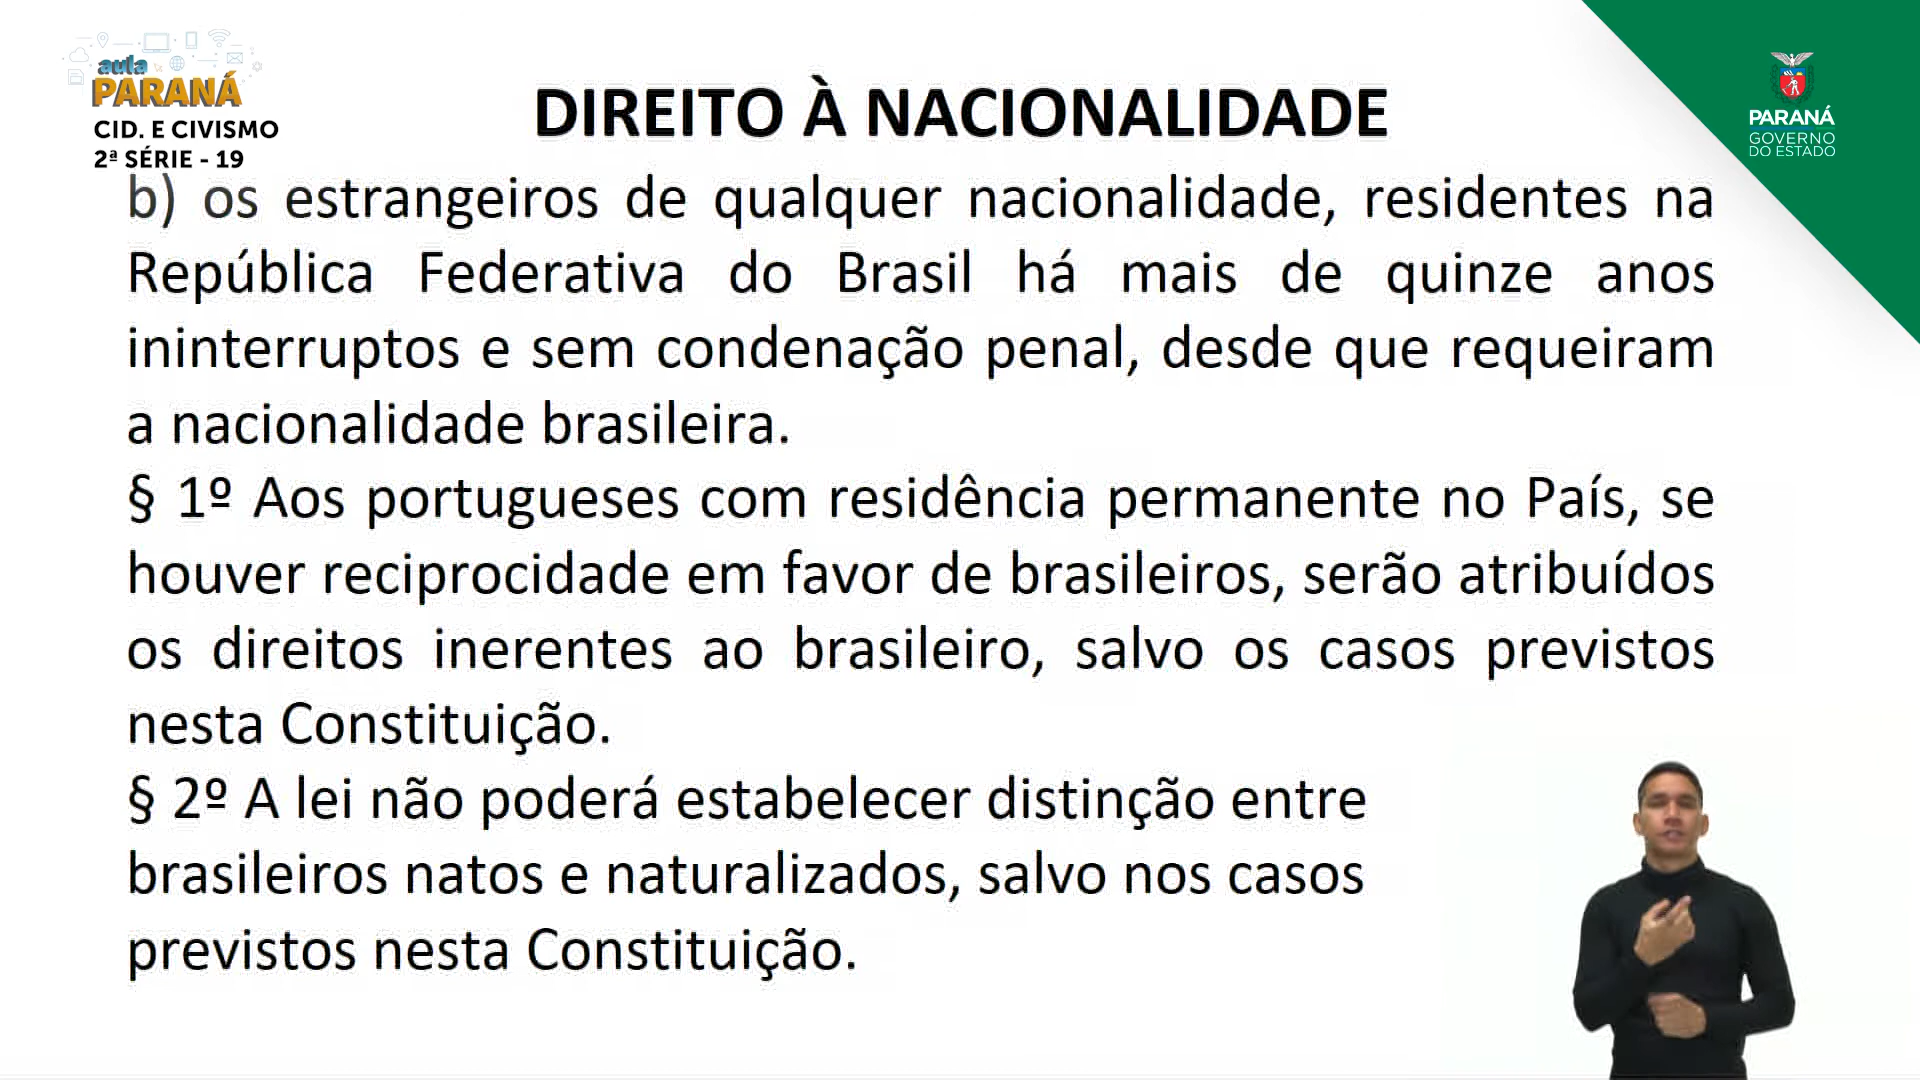 aula
PARANÁ
CID. E CIVISMO
2ª SÉRIE - 19
DIREITO À NACIONALIDADE
PARANÁ
GOVERNO
DO ESTADO
b) os estrangeiros de qualquer nacionalidade, residentes na
República Federativa do Brasil há mais de quinze anos
ininterruptos e sem condenação penal, desde que requeiram
a nacionalidade brasileira.
§ 1º Aos portugueses com residência permanente no País, se
houver reciprocidade em favor de brasileiros, serão atribuídos
os direitos inerentes ao brasileiro, salvo os casos previstos
nesta Constituição.
§ 2º A lei não poderá estabelecer distinção entre
brasileiros natos e naturalizados, salvo nos casos
previstos nesta Constituição.